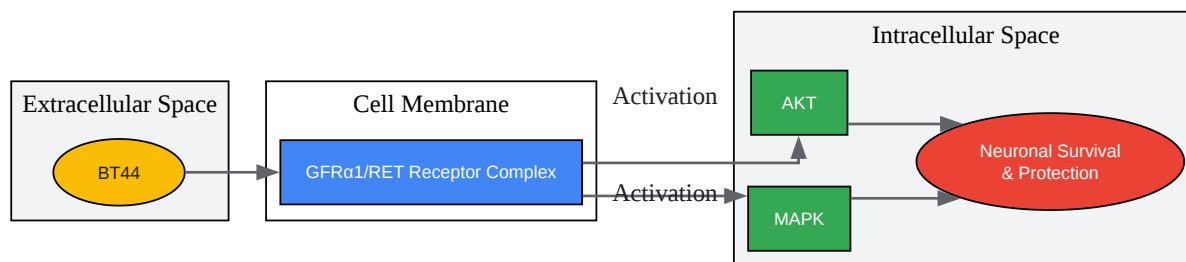 Extracellular Space
BT44
Cell Membrane
GFRα1/RET Receptor Complex
Activation
Activation
Intracellular Space
AKT
MAPK
Neuronal Survival
& Protection